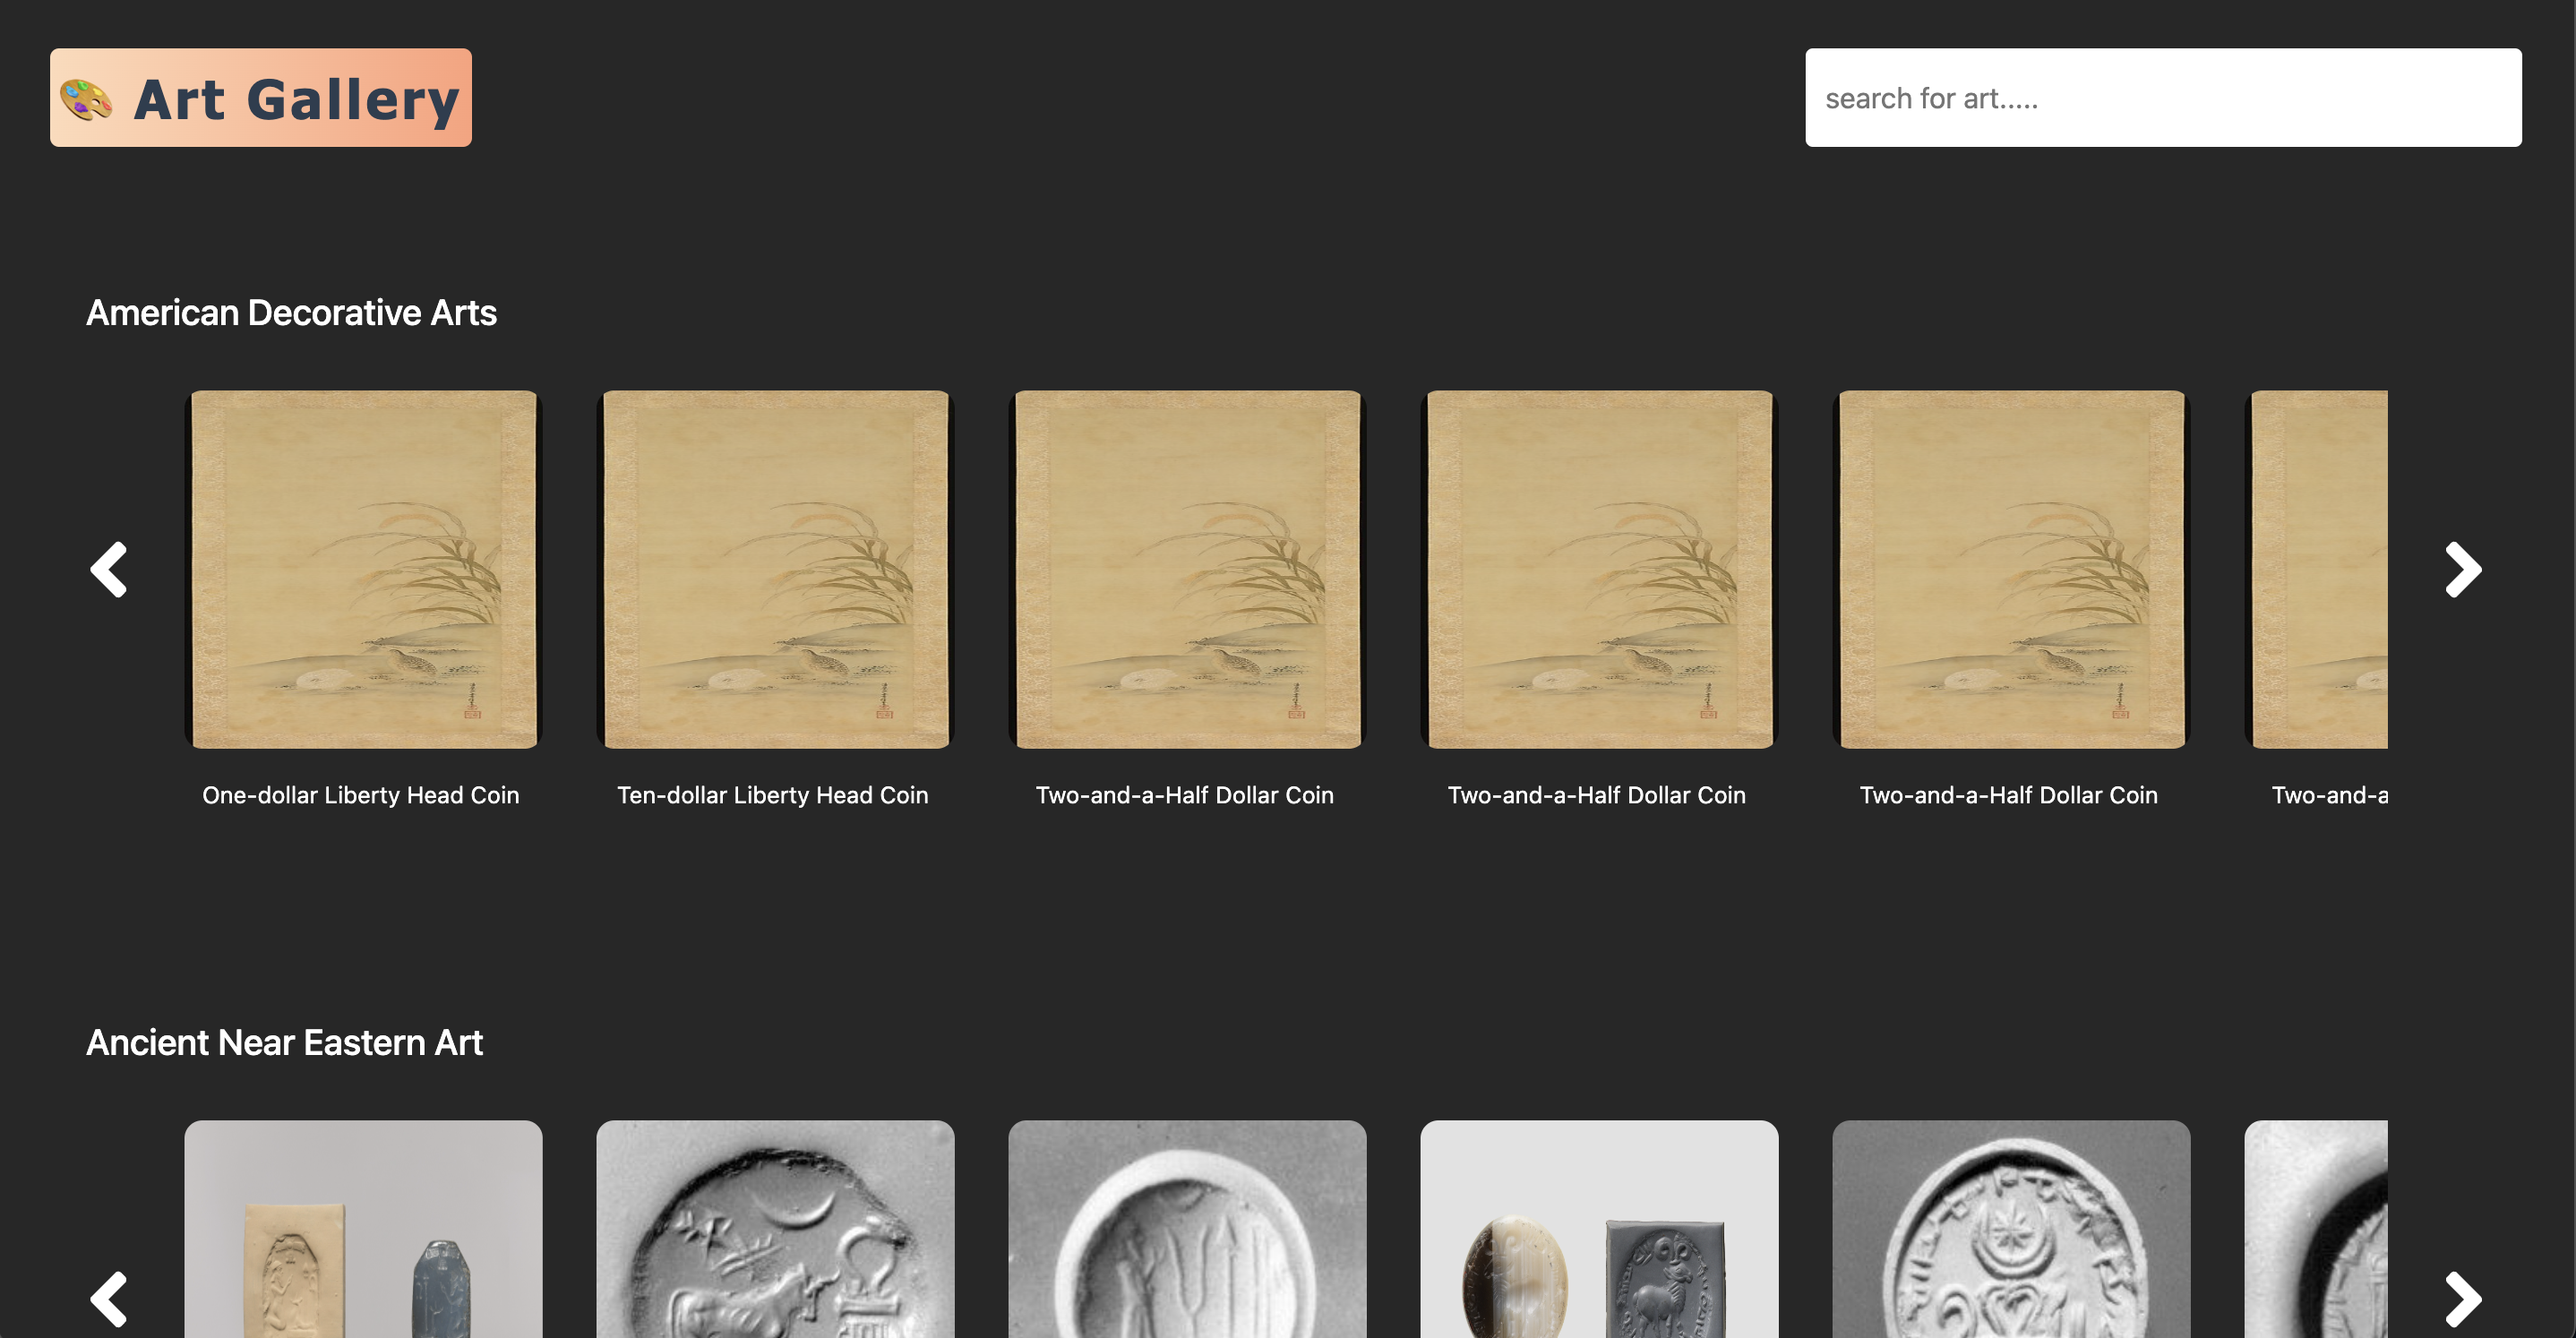 🎨 Art Gallery
search for art.....
American Decorative Arts
One-dollar Liberty Head Coin
Ten-dollar Liberty Head Coin
Two-and-a-Half Dollar Coin
Two-and-a-Half Dollar Coin
Two-and-a-Half Dollar Coin
Two-and-a
Ancient Near Eastern Art